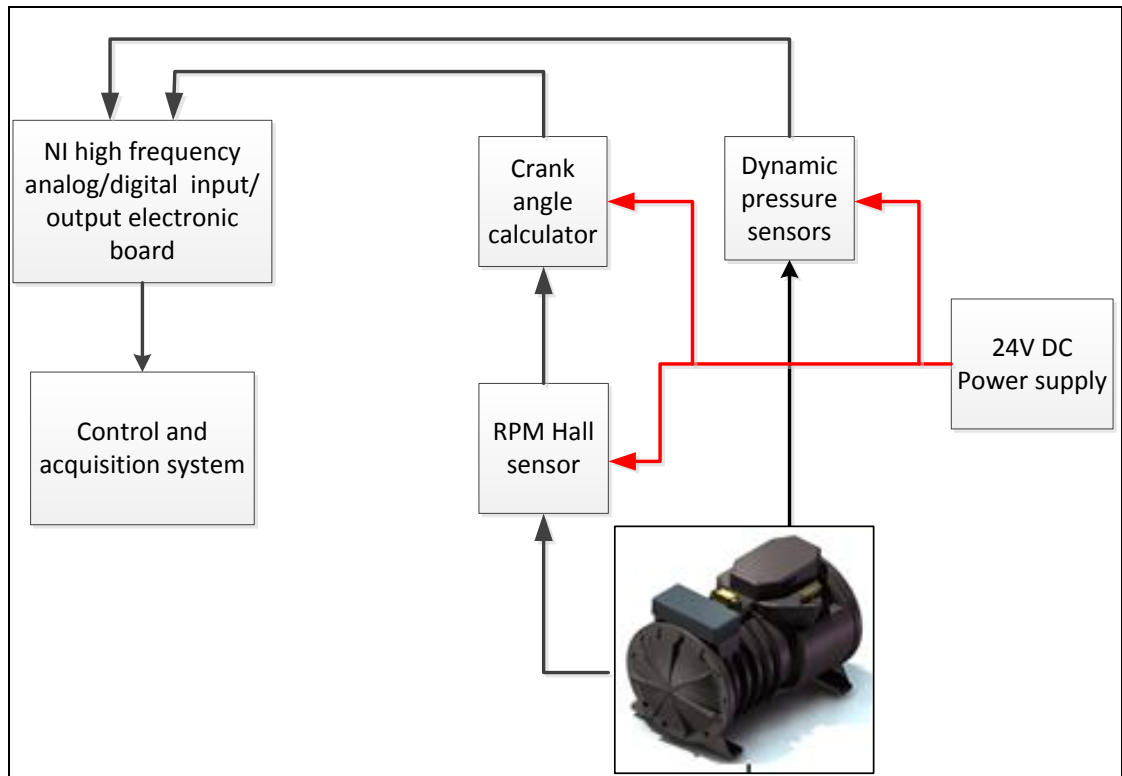 NI high frequency
analog/digital  input/
output electronic
board
Crank
angle
calculator
Dynamic
pressure
sensors
24V DC
Power supply
Control and
acquisition system
RPM Hall
sensor